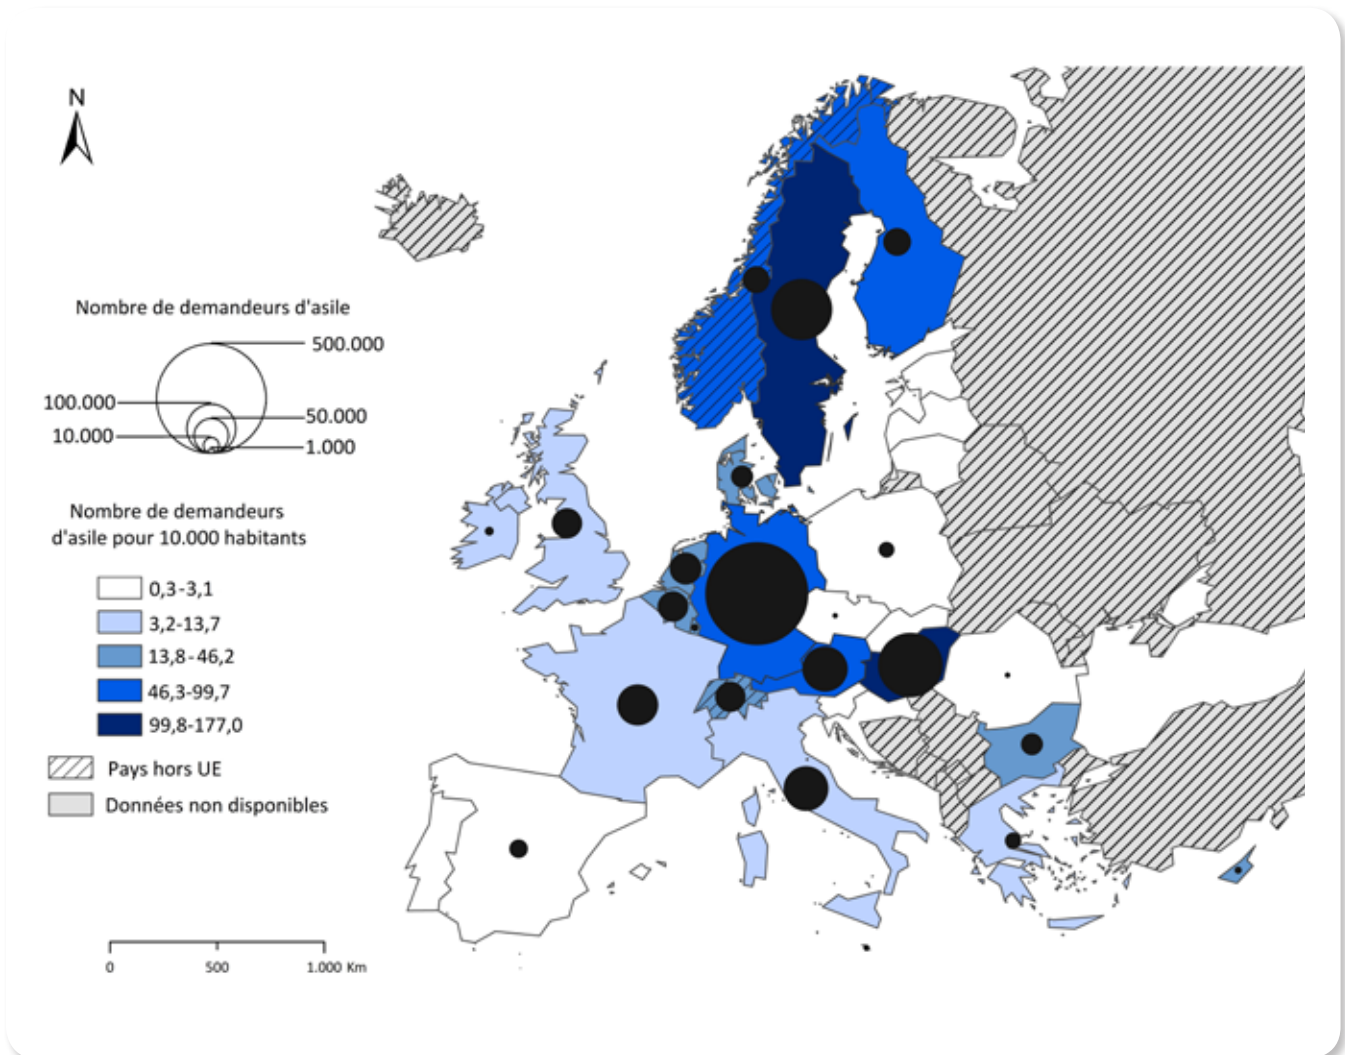 N
Nombre de demandeurs d'asile
500.000
100.000
50.000
10.000
1.000
Nombre de demandeurs
d'asile pour 10.000 habitants
0,3-3,1
3,2-13,7
13,8-46,2
46,3-99,7
99,8-177,0
Pays hors UE
Données non disponibles
0 500 1.000 Km